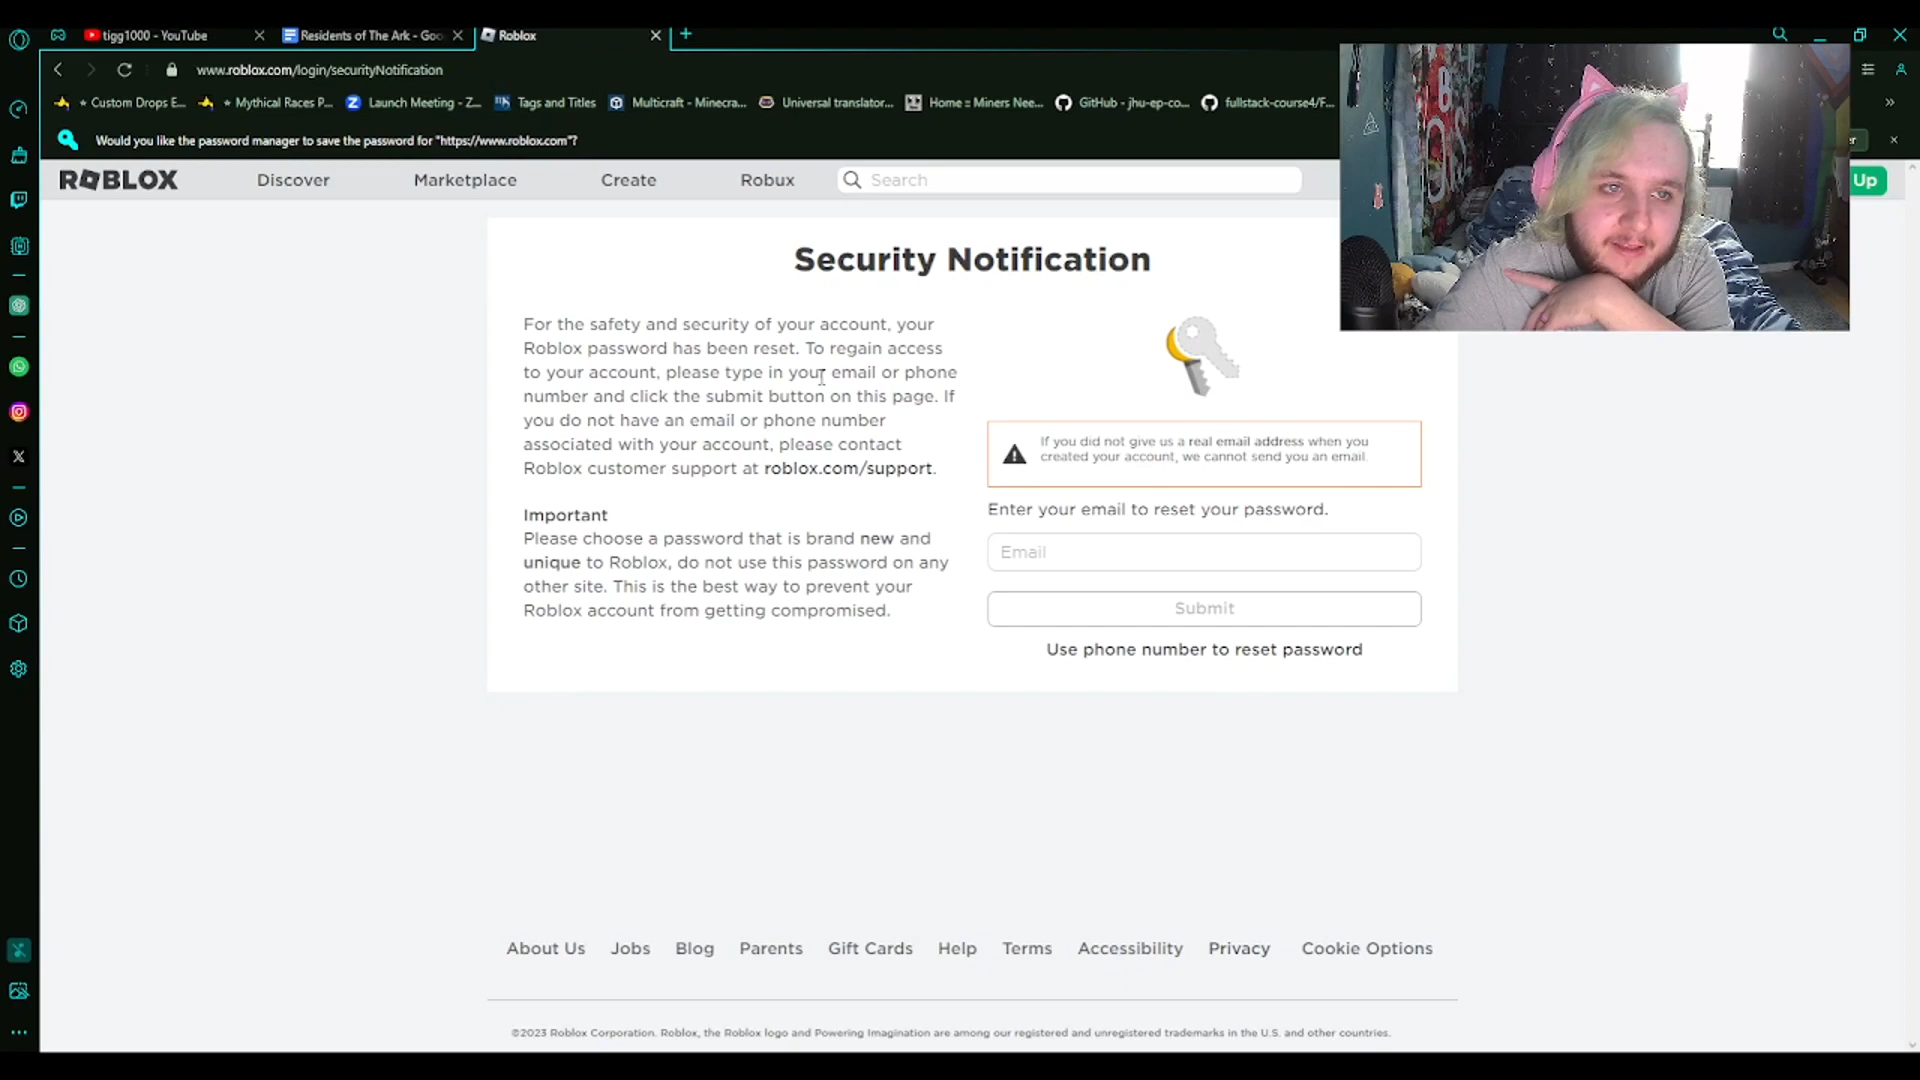 tigg1000 - YouTube
Residents of The Ark - Goo
Roblox
www.roblox.com/login/securityNotification
Custom Drops E...
Mythical Races P...
Launch Meeting - Z...
Tags and Titles
Multicraft - Minecra...
Universal translator...
Home :: Miners Nee...
GitHub - jhu-ep-co...
fullstack-course4/F...
Would you like the password manager to save the password for "https://www.roblox.com"?
er
ROBLOX
Discover
Marketplace
Create
Robux
Search
Up
Security Notification
For the safety and security of your account, your
Roblox password has been reset. To regain access
to your account, please type in your email or phone
number and click the submit button on this page. If
you do not have an email or phone number
associated with your account, please contact
Roblox customer support at roblox.com/support.
Important
Please choose a password that is brand new and
unique to Roblox, do not use this password on any
other site. This is the best way to prevent your
Roblox account from getting compromised.
If you did not give us a real email address when you
created your account, we cannot send you an email.
Enter your email to reset your password.
Email
Submit
Use phone number to reset password
About Us
Jobs
Blog
Parents
Gift Cards
Help
Terms
Accessibility
Privacy
Cookie Options
©2023 Roblox Corporation. Roblox, the Roblox logo and Powering Imagination are among our registered and unregistered trademarks in the U.S. and other countries.